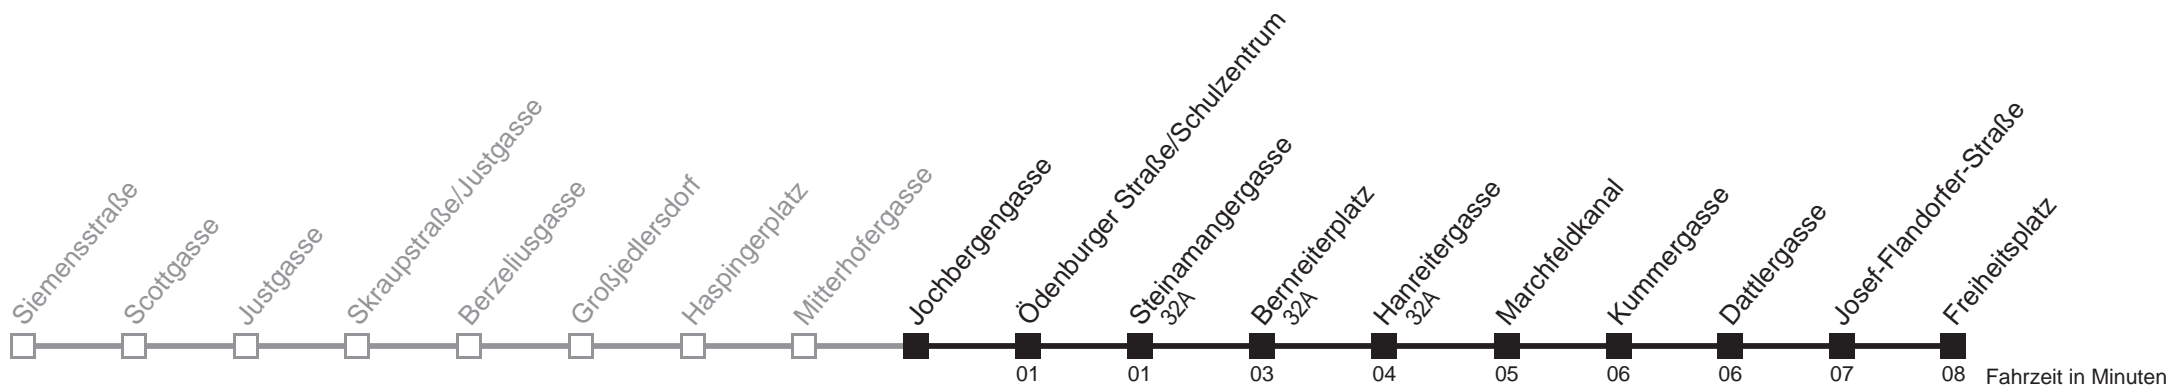 Siemensstraße
Scottgasse
Justgasse
Skraupstraße/Justgasse
Berzeliusgasse
Großjedlersdorf
Haspingerplatz
Mitterhofergasse
Jochbergengasse
Ödenburger Straße/Schulzentrum
Steinamangergasse
32A
Bernreiterplatz
32A
Hanreitergasse
32A
Marchfeldkanal
Kummergasse
Dattlergasse
Josef-Flandorfer-Straße
Freiheitsplatz
01 01 03 04 05 06 06 07 08 Fahrzeit in Minuten